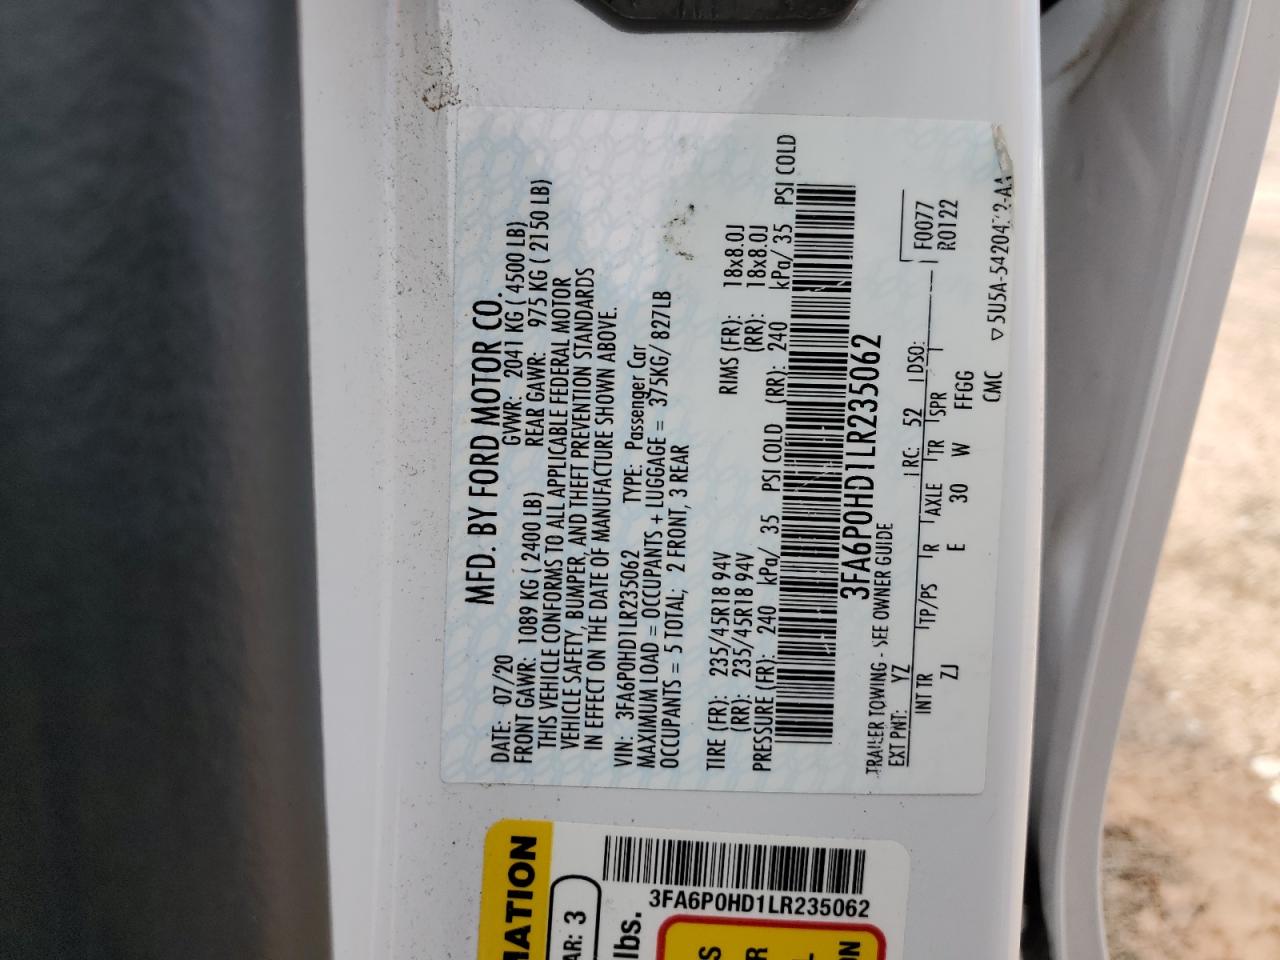 MFD. BY FORD MOTOR CO.
DATE: 07/20 GVWR: 2041 KG ( 4500 LB)
FRONT GAWR: 1089 KG ( 2400 LB) REAR GAWR: 975 KG ( 2150 LB)
THIS VEHICLE CONFORMS TO ALL APPLICABLE FEDERAL MOTOR
VEHICLE SAFETY, BUMPER, AND THEFT PREVENTION STANDARDS
IN EFFECT ON THE DATE OF MANUFACTURE SHOWN ABOVE.
VIN: 3FA6P0HD1LR235062 TYPE: Passenger Car
MAXIMUM LOAD = OCCUPANTS + LUGGAGE = 375KG/ 827LB
OCCUPANTS = 5 TOTAL; 2 FRONT, 3 REAR
TIRE (FR): 235/45R18 94V RIMS (FR): 18x8.0J
(RR): 235/45R18 94V (RR): 18x8.0J
PRESSURE (FR): 240 kPa/ 35 PSI COLD (RR): 240 kPa/ 35 PSI COLD
3FA6P0HD1LR235062
TRAILER TOWING - SEE OWNER GUIDE
EXT PNT: YZ RC: 52 DSO: F0077
INT TR TP/PS R AXLE TR SPR R0122
ZJ E 30 W FFGG
CMC 5U5A-54204
MATION
AR: 3
lbs.
3FA6P0HD1LR235062